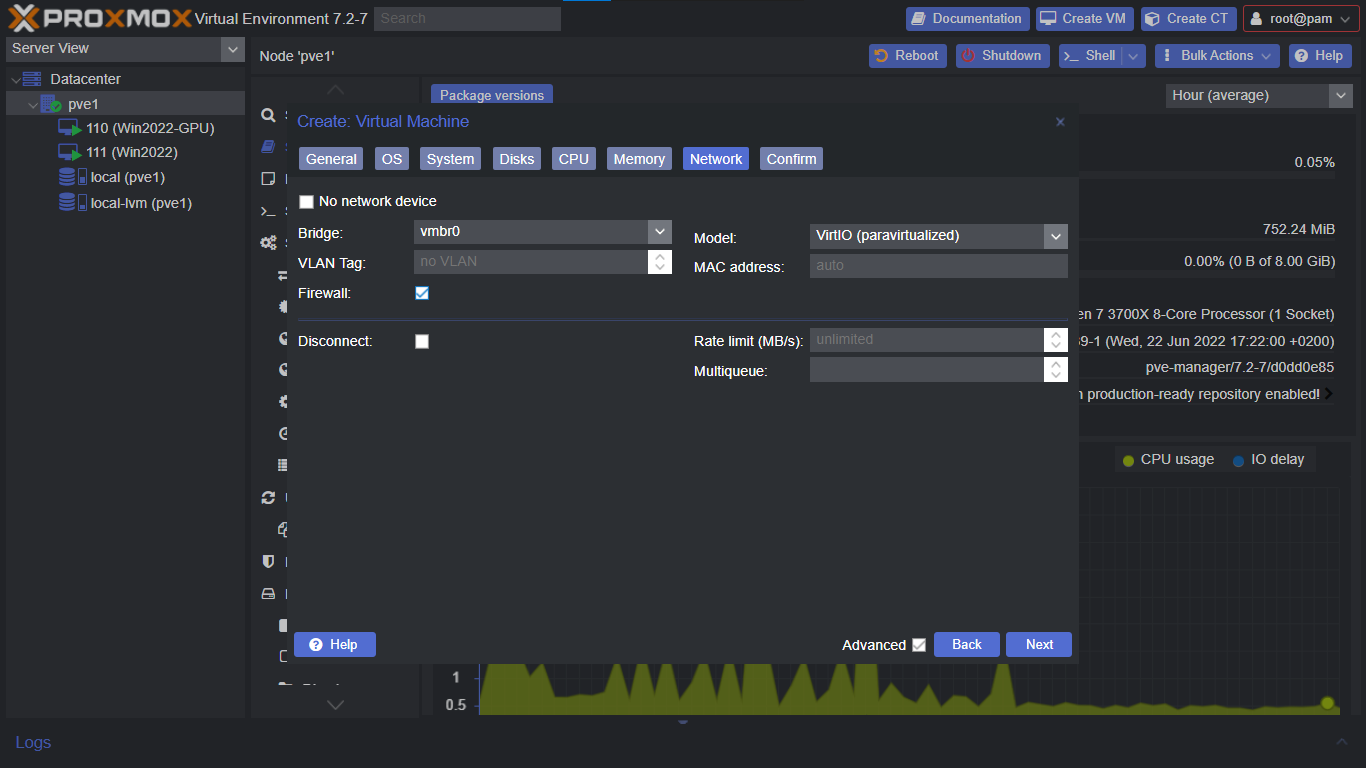 PROXMOX Virtual Environment 7.2-7 Search Documentation Create VM Create CT root@pam
Server View
Node 'pve1' Reboot Shutdown Shell Bulk Actions Help
Datacenter
pve1
110 (Win2022-GPU)
111 (Win2022)
local (pve1)
local-lvm (pve1)
Package versions
Hour (average)
Create: Virtual Machine
General OS System Disks CPU Memory Network Confirm
No network device
Bridge: vmbr0
Model: VirtIO (paravirtualized)
VLAN Tag: no VLAN
MAC address: auto
Firewall:
Disconnect:
Rate limit (MB/s): unlimited
Multiqueue:
Help
Advanced Back Next
0.05%
752.24 MiB
0.00% (0 B of 8.00 GiB)
en 7 3700X 8-Core Processor (1 Socket)
9-1 (Wed, 22 Jun 2022 17:22:00 +0200)
pve-manager/7.2-7/d0dd0e85
production-ready repository enabled!
CPU usage IO delay
1
0.5
Logs